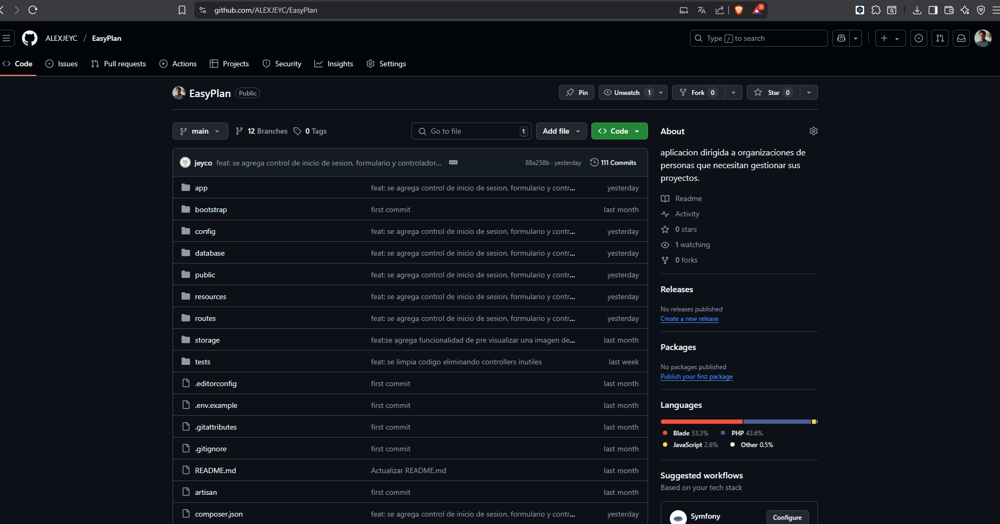 github.com/ALEXJEYC/EasyPlan
1
ALEXJEYC / EasyPlan
Type / to search
Code Issues Pull requests Actions Projects Security Insights Settings
EasyPlan Public
Pin Unwatch 1 Fork 0 Star 0
main 12 Branches 0 Tags
Go to file t
Add file
Code
jeyco feat: se agrega control de inicio de sesion, formulario y controlador... 88a258b · yesterday 111 Commits
app feat: se agrega control de inicio de sesion, formulario y contr... yesterday
bootstrap first commit last month
config feat: se agrega control de inicio de sesion, formulario y contr... yesterday
database feat: se agrega control de inicio de sesion, formulario y contr... yesterday
public feat: se agrega control de inicio de sesion, formulario y contr... yesterday
resources feat: se agrega control de inicio de sesion, formulario y contr... yesterday
routes feat: se agrega control de inicio de sesion, formulario y contr... yesterday
storage feat:se agrega funcionalidad de pre visualizar una imagen de... last month
tests feat: se limpia codigo eliminando controllers inutiles last week
.editorconfig first commit last month
.env.example first commit last month
.gitattributes first commit last month
.gitignore first commit last month
README.md Actualizar README.md last month
artisan first commit last month
composer.json feat: se agrega control de inicio de sesion, formulario y contr... yesterday
About
aplicacion dirigida a organizaciones de
personas que necesitan gestionar sus
proyectos.
Readme
Activity
0 stars
1 watching
0 forks
Releases
No releases published
Create a new release
Packages
No packages published
Publish your first package
Languages
Blade 53.3% PHP 43.6%
JavaScript 2.6% Other 0.5%
Suggested workflows
Based on your tech stack
php Symfony Configure